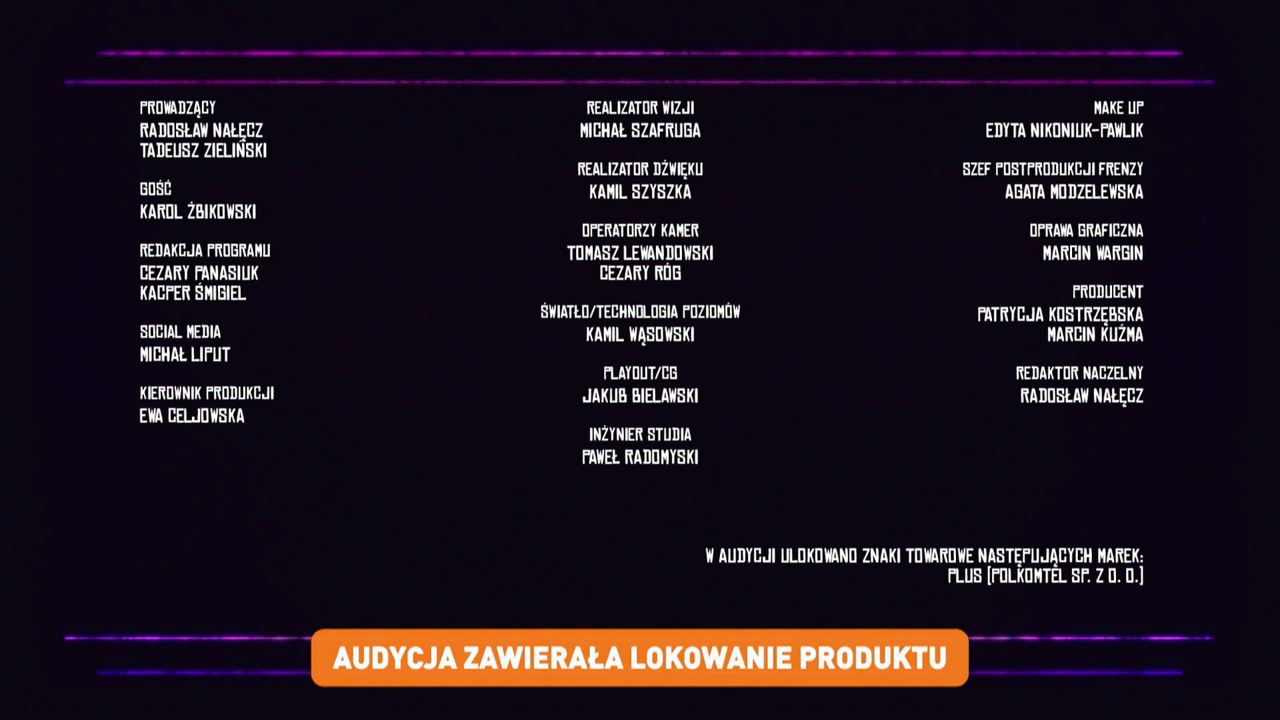 PROWADZĄCY
RADOSŁAW NAŁĘCZ
TADEUSZ ZIELIŃSKI
GOŚĆ
KAROL ŻBIKOWSKI
REDAKCJA PROGRAMU
CEZARY PANASIUK
KACPER ŚMIGIEL
SOCIAL MEDIA
MICHAŁ LIPUT
KIEROWNIK PRODUKCJI
EWA CELJOWSKA
REALIZATOR WIZJI
MICHAŁ SZAFRUGA
REALIZATOR DŹWIĘKU
KAMIL SZYSZKA
OPERATORZY KAMER
TOMASZ LEWANDOWSKI
CEZARY RÓG
ŚWIATŁO/TECHNOLOGIA POZIOMÓW
KAMIL WĄSOWSKI
PLAYOUT/CG
JAKUB BIELAWSKI
INŻYNIER STUDIA
PAWEŁ RADOMYSKI
MAKE UP
EDYTA NIKONIUK-PAWLIK
SZEF POSTPRODUKCJI FRENZY
AGATA MODZELEWSKA
OPRAWA GRAFICZNA
MARCIN WARGIN
PRODUCENT
PATRYCJA KOSTRZĘBSKA
MARCIN KUŹMA
REDAKTOR NACZELNY
RADOSŁAW NAŁĘCZ
W AUDYCJI ULOKOWANO ZNAKI TOWAROWE NASTĘPUJĄCYCH MAREK:
PLUS [POLKOMTEL SP. Z O. O.]
AUDYCJA ZAWIERAŁA LOKOWANIE PRODUKTU